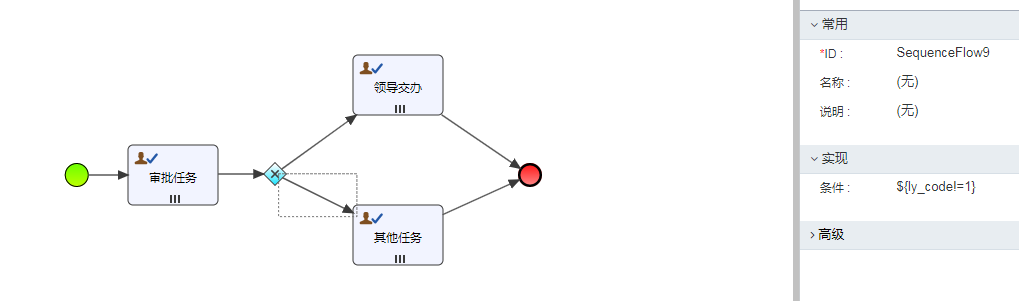 领导交办
审批任务
其他任务
常用
*ID : SequenceFlow9
名称 : (无)
说明 : (无)
实现
条件 : ${ly_code!=1}
高级